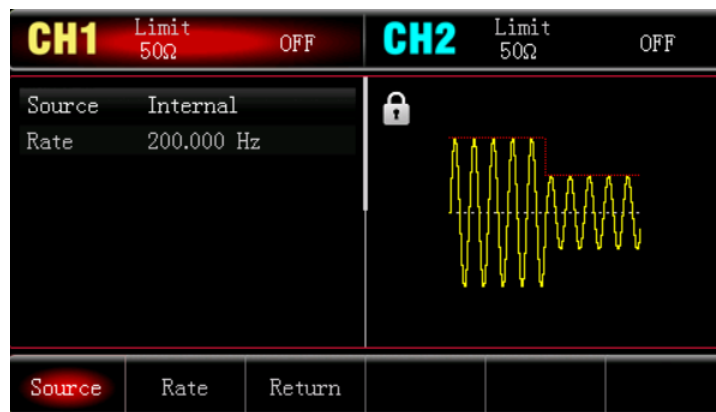 CH1 Limit 50Ω OFF CH2 Limit 50Ω OFF
Source Internal
Rate 200.000 Hz
Source Rate Return